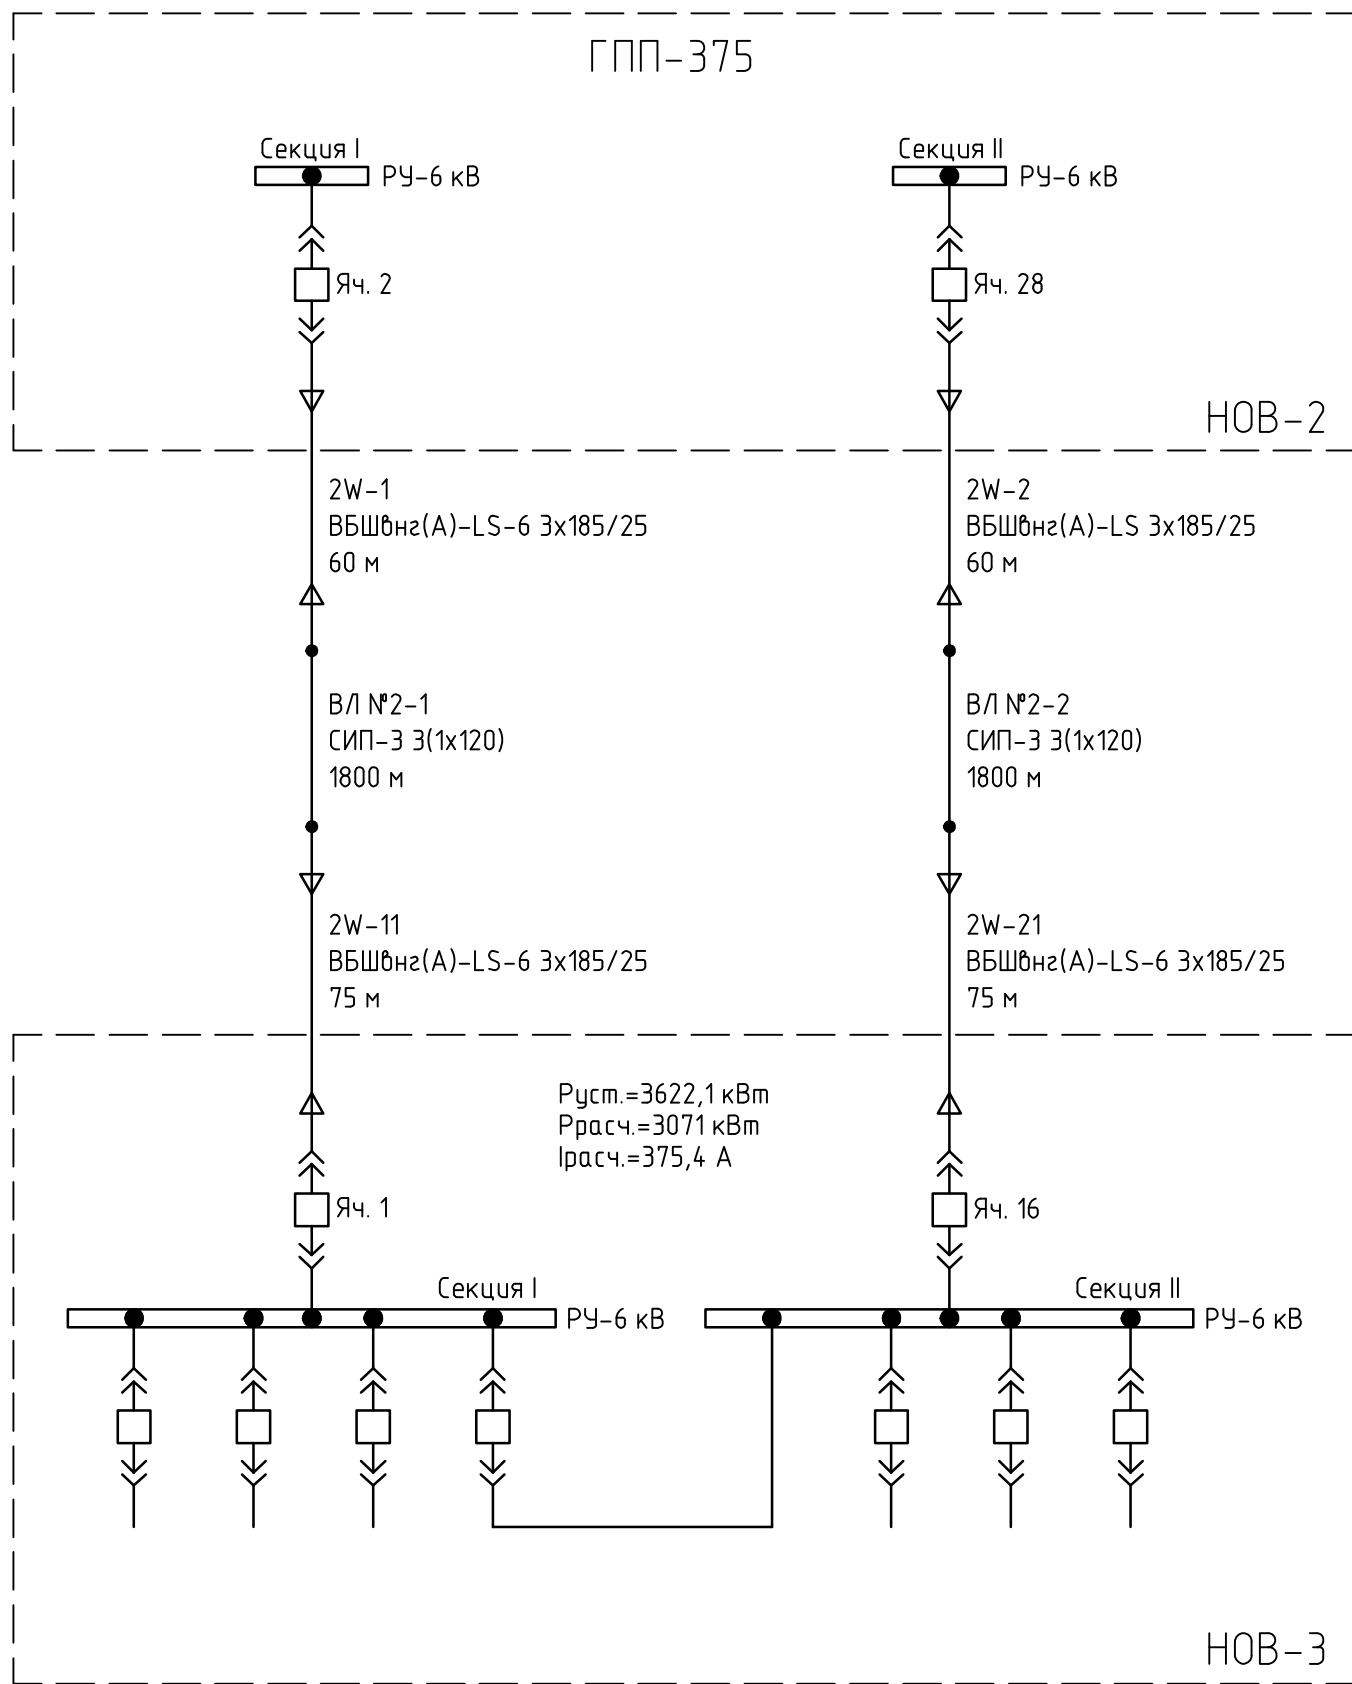 ГПП-375
Секция I
РУ-6 кВ
Секция II
РУ-6 кВ
Яч. 2
Яч. 28
НОВ-2
2W-1
ВБШвнг(А)-LS-6 3х185/25
60 м
2W-2
ВБШвнг(А)-LS 3х185/25
60 м
ВЛ №2-1
СИП-3 3(1х120)
1800 м
ВЛ №2-2
СИП-3 3(1х120)
1800 м
2W-11
ВБШвнг(А)-LS-6 3х185/25
75 м
2W-21
ВБШвнг(А)-LS-6 3х185/25
75 м
Руст.=3622,1 кВт
Ррасч.=3071 кВт
Iрасч.=375,4 А
Яч. 1
Яч. 16
Секция I
РУ-6 кВ
Секция II
РУ-6 кВ
НОВ-3